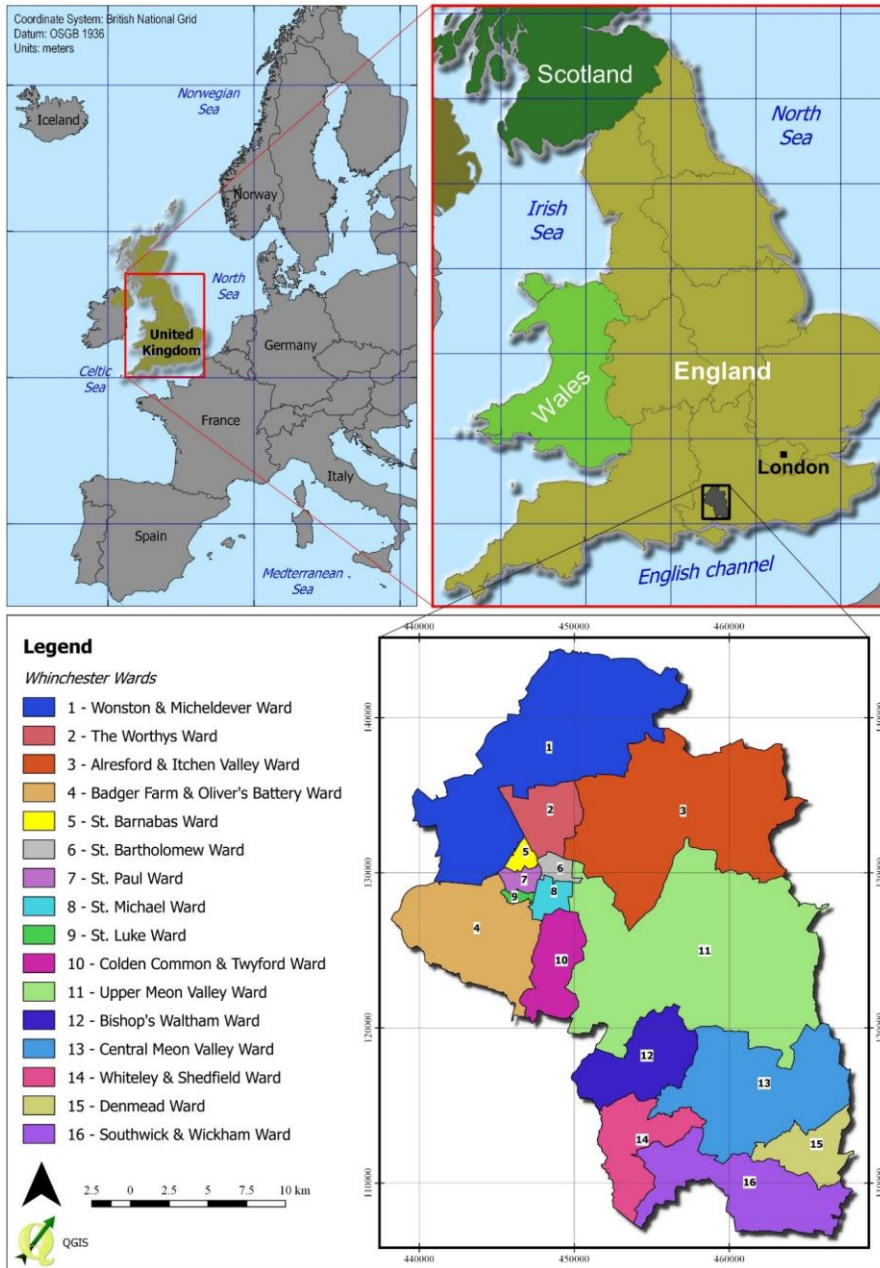 Coordinate System: British National Grid
Datum: OSGB 1936
Units: meters
Iceland
Norwegian
Sea
Norway
North
Sea
United
Kingdom
Celtic
Sea
Germany
France
Italy
Spain
Mediterranean
Sea
Scotland
North
Sea
Irish
Sea
Wales
England
London
English channel
Legend
Whinchester Wards
1 - Wonston & Micheldever Ward
2 - The Worthys Ward
3 - Alresford & Itchen Valley Ward
4 - Badger Farm & Oliver's Battery Ward
5 - St. Barnabas Ward
6 - St. Bartholomew Ward
7 - St. Paul Ward
8 - St. Michael Ward
9 - St. Luke Ward
10 - Colden Common & Twyford Ward
11 - Upper Meon Valley Ward
12 - Bishop's Waltham Ward
13 - Central Meon Valley Ward
14 - Whiteley & Shedfield Ward
15 - Denmead Ward
16 - Southwick & Wickham Ward
2.5 0 2.5 5 7.5 10 km
QGIS
440000 450000 460000
140000 140000
130000 130000
120000 120000
110000 110000
440000 450000 460000
1
2
3
5
6
7
8
9
4
10
11
12
13
14
15
16